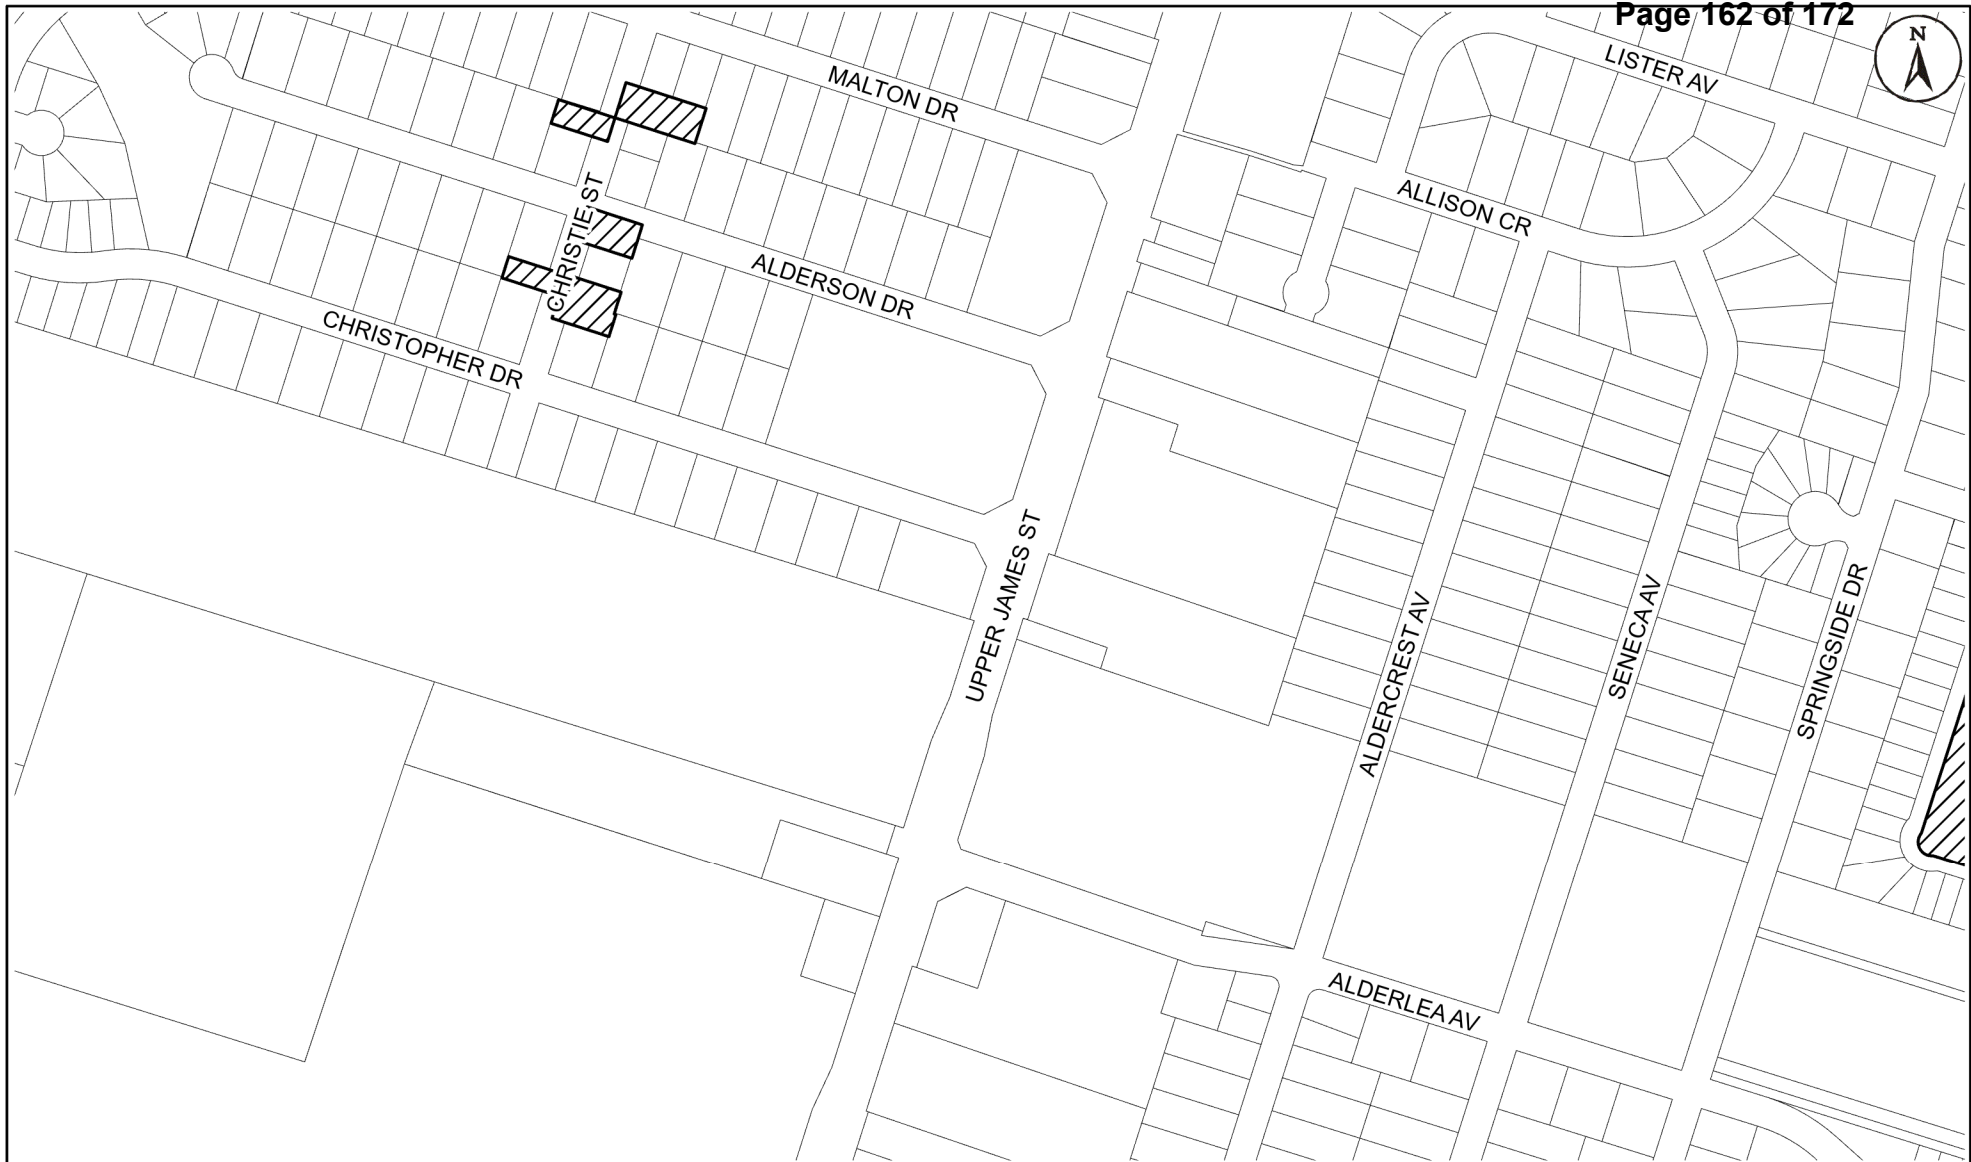 Page 162 of 172
N
LISTER AV
MALTON DR
ALLISON CR
CHRISTIE ST
ALDERSON DR
CHRISTOPHER DR
UPPER JAMES ST
ALDERCREST AV
SENECA AV
SPRINGSIDE DR
ALDERLEA AV